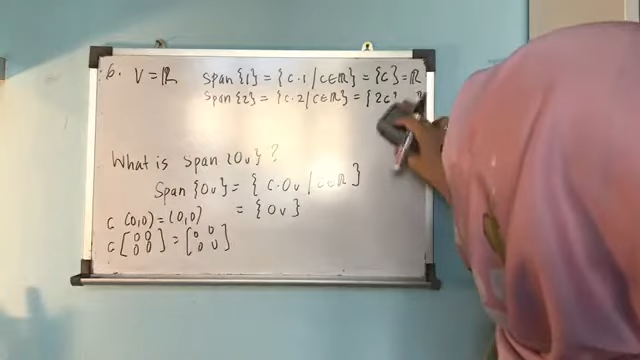 6. V = ℝ span {1} = { c.1 / c∈ℝ } = {c} = ℝ
span {2} = { c.2 / c∈ℝ } = {2c}
What is span {0v} ?
Span {0v} = { c.0v / c∈ℝ }
= {0v}
c (0,0) = (0,0)
c [0 0 0 0] = [0 0 0 0]